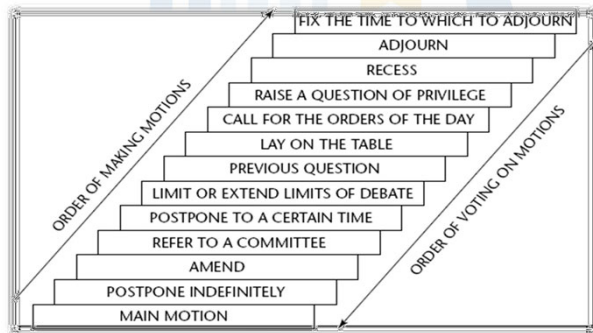 FIX THE TIME TO WHICH TO ADJOURN
ADJOURN
RECESS
RAISE A QUESTION OF PRIVILEGE
CALL FOR THE ORDERS OF THE DAY
LAY ON THE TABLE
PREVIOUS QUESTION
LIMIT OR EXTEND LIMITS OF DEBATE
POSTPONE TO A CERTAIN TIME
REFER TO A COMMITTEE
AMEND
POSTPONE INDEFINITELY
MAIN MOTION
ORDER OF MAKING MOTIONS
ORDER OF VOTING ON MOTIONS